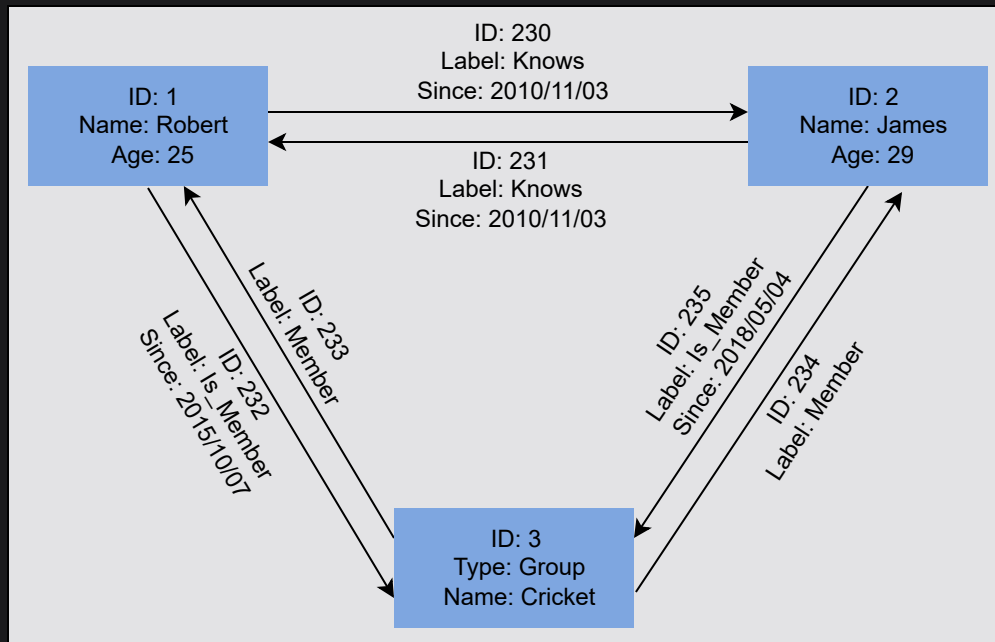 ID: 230
Label: Knows
Since: 2010/11/03
ID: 1
Name: Robert
Age: 25
ID: 2
Name: James
Age: 29
ID: 231
Label: Knows
Since: 2010/11/03
ID: 233
Label: Member
ID: 232
Label: Is_Member
Since: 2015/10/07
ID: 235
Label: Is_Member
Since: 2018/05/04
ID: 234
Label: Member
ID: 3
Type: Group
Name: Cricket